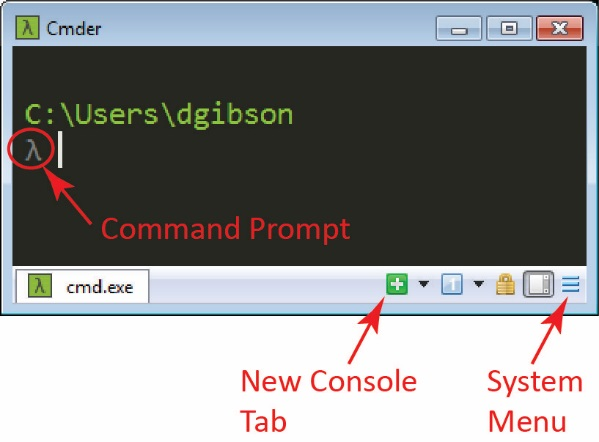 λ Cmder
C:\Users\dgibson
λ
Command Prompt
λ cmd.exe
New Console
Tab
System
Menu